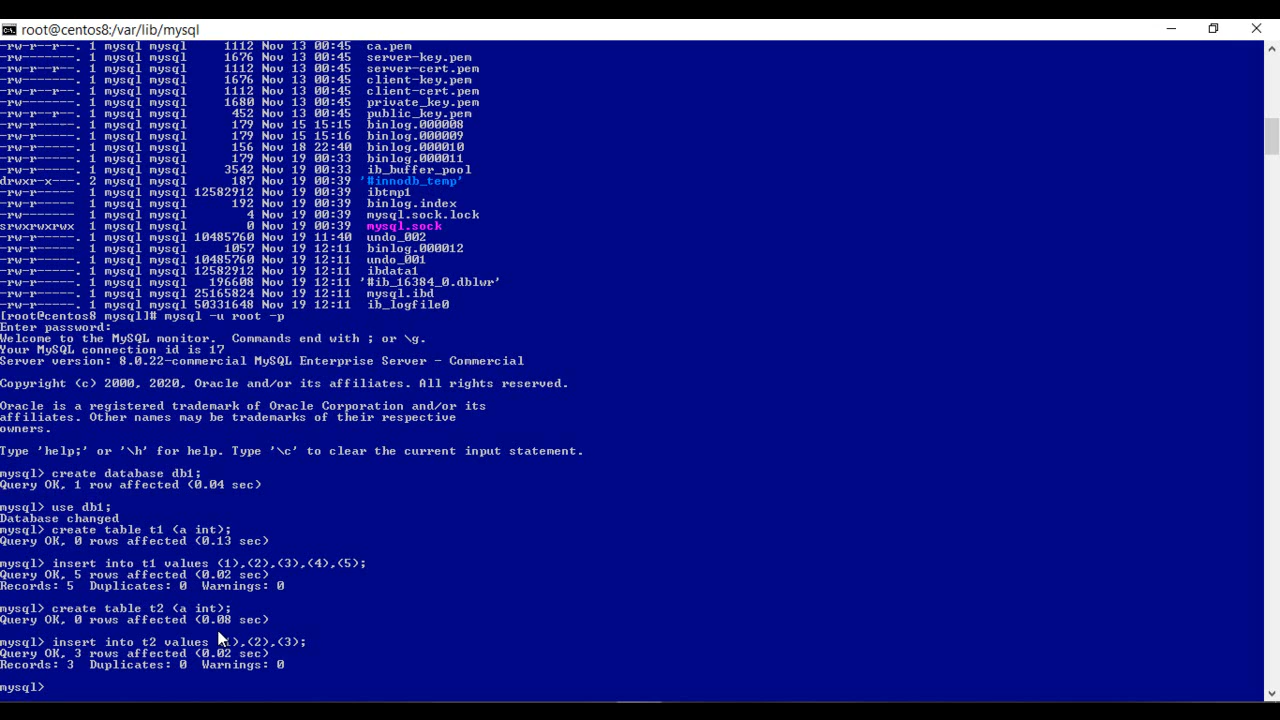 root@centos8:/var/lib/mysql
-rw-r--r--. 1 mysql mysql     1112 Nov 13 00:45  ca.pem
-rw-------. 1 mysql mysql     1676 Nov 13 00:45  server-key.pem
-rw-r--r--. 1 mysql mysql     1112 Nov 13 00:45  server-cert.pem
-rw-------. 1 mysql mysql     1676 Nov 13 00:45  client-key.pem
-rw-r--r--. 1 mysql mysql     1112 Nov 13 00:45  client-cert.pem
-rw-------. 1 mysql mysql     1680 Nov 13 00:45  private_key.pem
-rw-r--r--. 1 mysql mysql      452 Nov 13 00:45  public_key.pem
-rw-r-----. 1 mysql mysql      179 Nov 15 15:15  binlog.000008
-rw-r-----. 1 mysql mysql      179 Nov 15 15:16  binlog.000009
-rw-r-----. 1 mysql mysql      156 Nov 18 22:40  binlog.000010
-rw-r-----. 1 mysql mysql      179 Nov 19 00:33  binlog.000011
-rw-r-----. 1 mysql mysql     3542 Nov 19 00:33  ib_buffer_pool
drwxr-x---. 2 mysql mysql      187 Nov 19 00:39 '#innodb_temp'
-rw-r-----  1 mysql mysql 12582912 Nov 19 00:39  ibtmp1
-rw-r-----  1 mysql mysql      192 Nov 19 00:39  binlog.index
-rw-------  1 mysql mysql        4 Nov 19 00:39  mysql.sock.lock
srwxrwxrwx  1 mysql mysql        0 Nov 19 00:39  mysql.sock
-rw-r-----. 1 mysql mysql 10485760 Nov 19 11:40  undo_002
-rw-r-----  1 mysql mysql     1057 Nov 19 12:11  binlog.000012
-rw-r-----. 1 mysql mysql 10485760 Nov 19 12:11  undo_001
-rw-r-----. 1 mysql mysql 12582912 Nov 19 12:11  ibdata1
-rw-r-----. 1 mysql mysql   196608 Nov 19 12:11 '#ib_16384_0.dblwr'
-rw-r-----. 1 mysql mysql 25165824 Nov 19 12:11  mysql.ibd
-rw-r-----. 1 mysql mysql 50331648 Nov 19 12:11  ib_logfile0
[root@centos8 mysql]# mysql -u root -p
Enter password:
Welcome to the MySQL monitor.  Commands end with ; or \g.
Your MySQL connection id is 17
Server version: 8.0.22-commercial MySQL Enterprise Server - Commercial
Copyright (c) 2000, 2020, Oracle and/or its affiliates. All rights reserved.
Oracle is a registered trademark of Oracle Corporation and/or its
affiliates. Other names may be trademarks of their respective
owners.
Type 'help;' or '\h' for help. Type '\c' to clear the current input statement.
mysql> create database db1;
Query OK, 1 row affected (0.04 sec)
mysql> use db1;
Database changed
mysql> create table t1 (a int);
Query OK, 0 rows affected (0.13 sec)
mysql> insert into t1 values (1),(2),(3),(4),(5);
Query OK, 5 rows affected (0.02 sec)
Records: 5  Duplicates: 0  Warnings: 0
mysql> create table t2 (a int);
Query OK, 0 rows affected (0.08 sec)
mysql> insert into t2 values (1),(2),(3);
Query OK, 3 rows affected (0.02 sec)
Records: 3  Duplicates: 0  Warnings: 0
mysql>